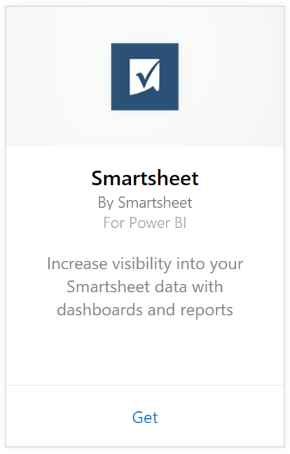 Smartsheet
By Smartsheet
For Power BI
Increase visibility into your
Smartsheet data with
dashboards and reports
Get